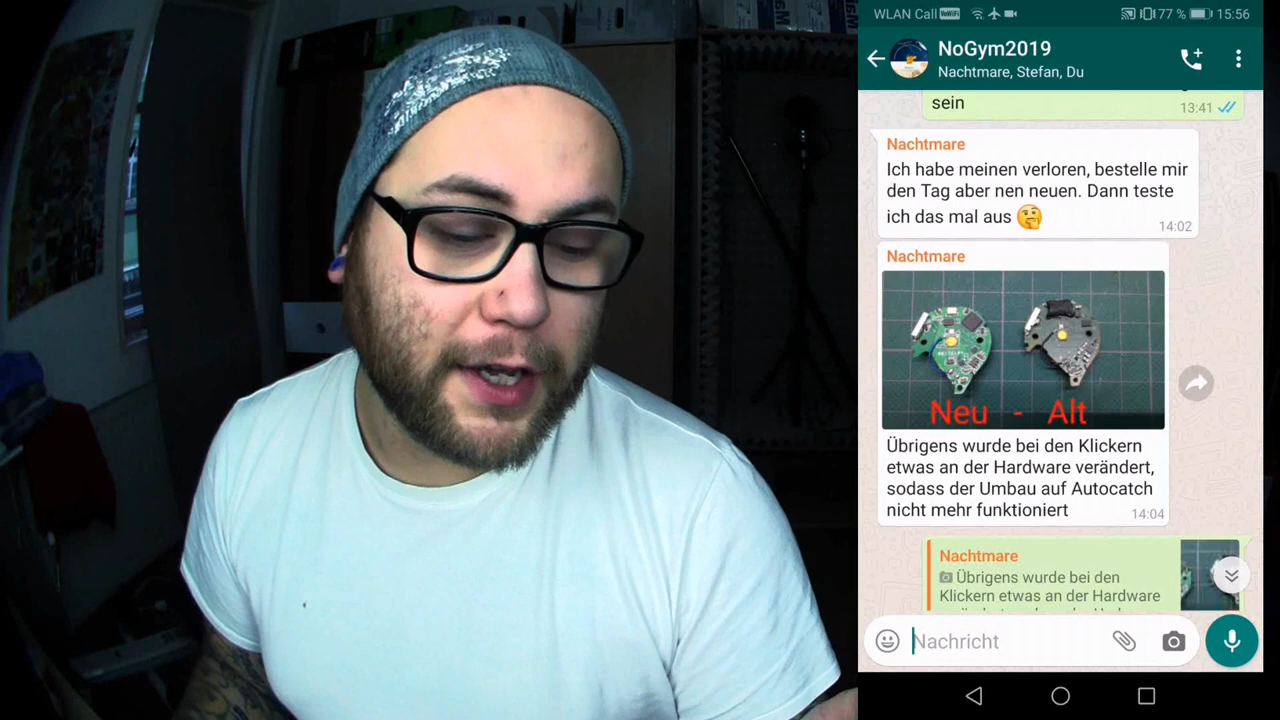 WLAN Call VoWiFi 77 % 15:56
NoGym2019
Nachtmare, Stefan, Du
sein
13:41
Nachtmare
Ich habe meinen verloren, bestelle mir
den Tag aber nen neuen. Dann teste
ich das mal aus 🤔
14:02
Nachtmare
Neu - Alt
Übrigens wurde bei den Klickern
etwas an der Hardware verändert,
sodass der Umbau auf Autocatch
nicht mehr funktioniert
14:04
Nachtmare
Übrigens wurde bei den
Klickern etwas an der Hardware
Nachricht